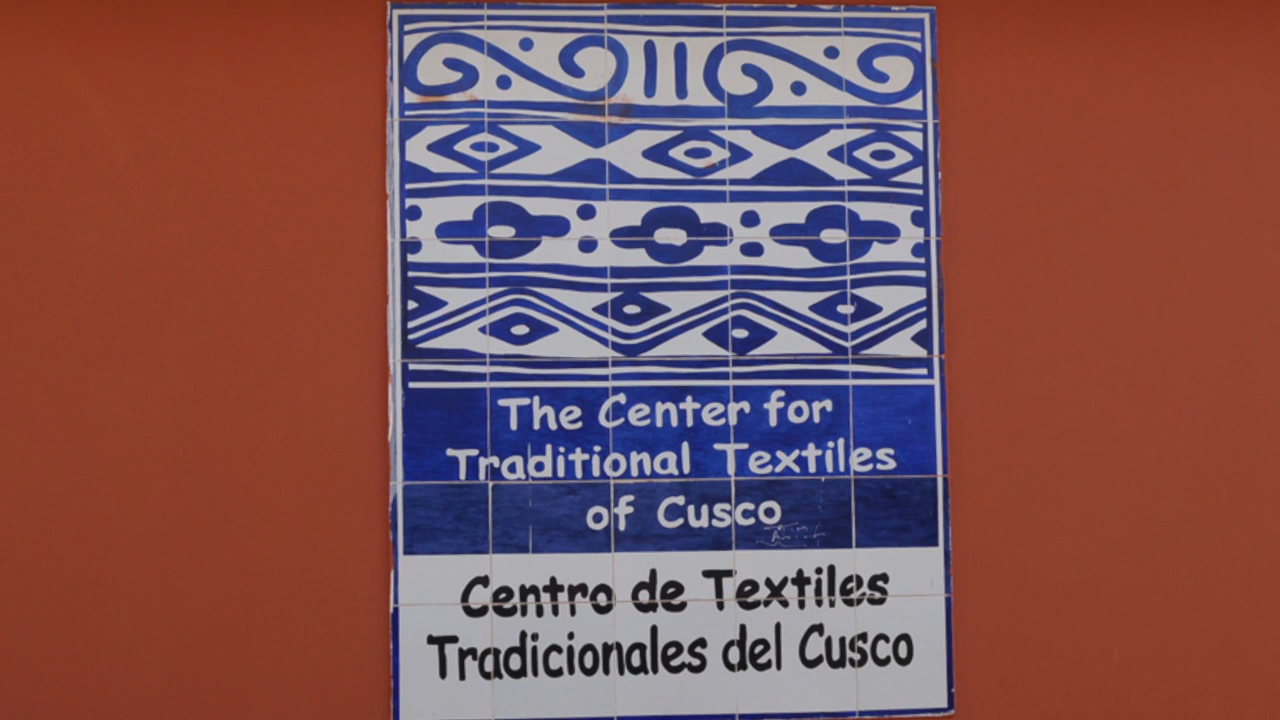 The Center for
Traditional Textiles
of Cusco
Centro de Textiles
Tradicionales del Cusco